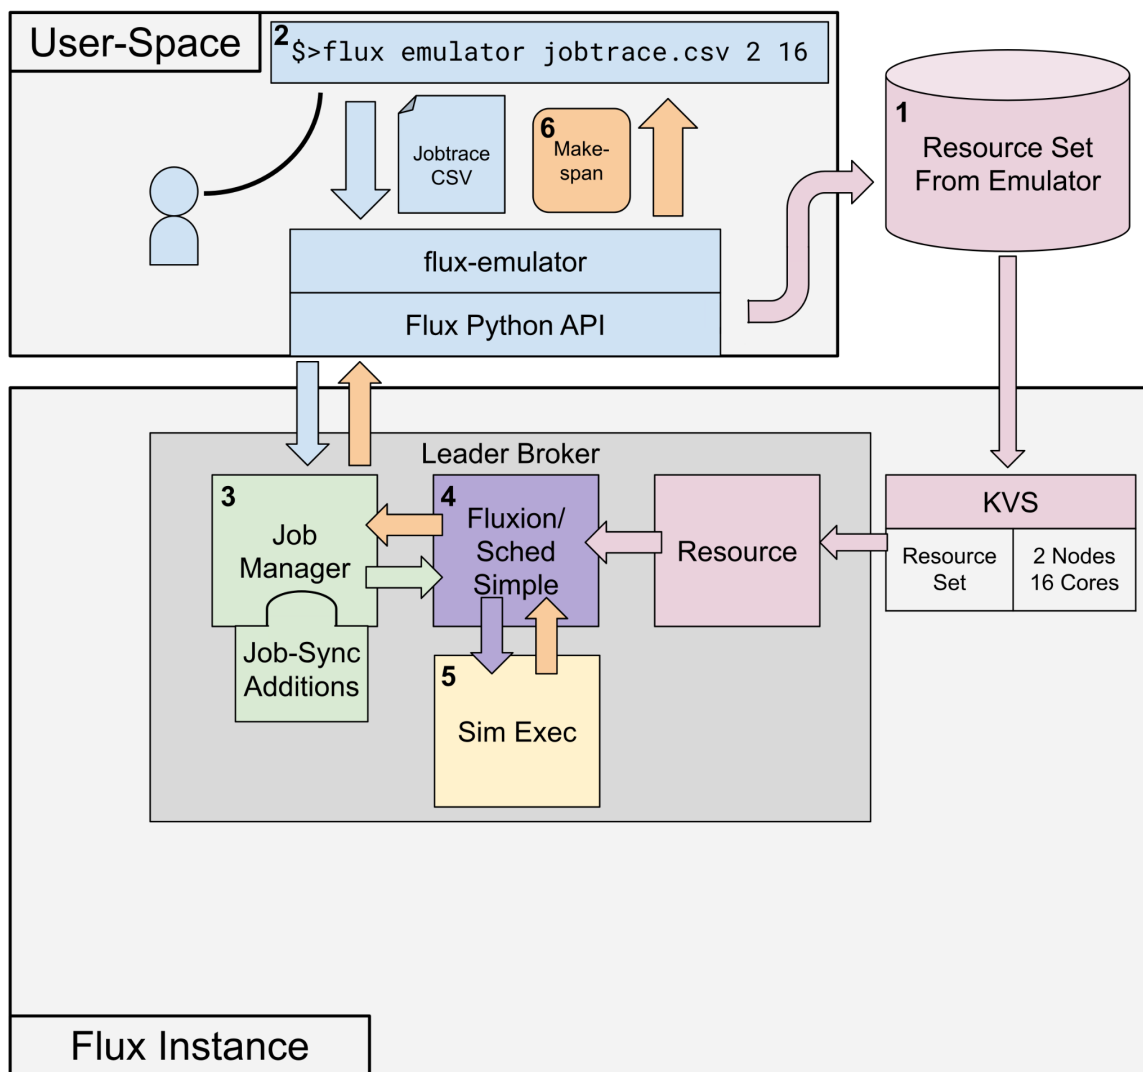 User-Space
2
$>flux emulator jobtrace.csv 2 16
1
Resource Set
From Emulator
Jobtrace
CSV
6
Make-
span
flux-emulator
Flux Python API
Leader Broker
3
Job
Manager
Job-Sync
Additions
4
Fluxion/
Sched
Simple
Resource
KVS
Resource
Set
2 Nodes
16 Cores
5
Sim Exec
Flux Instance